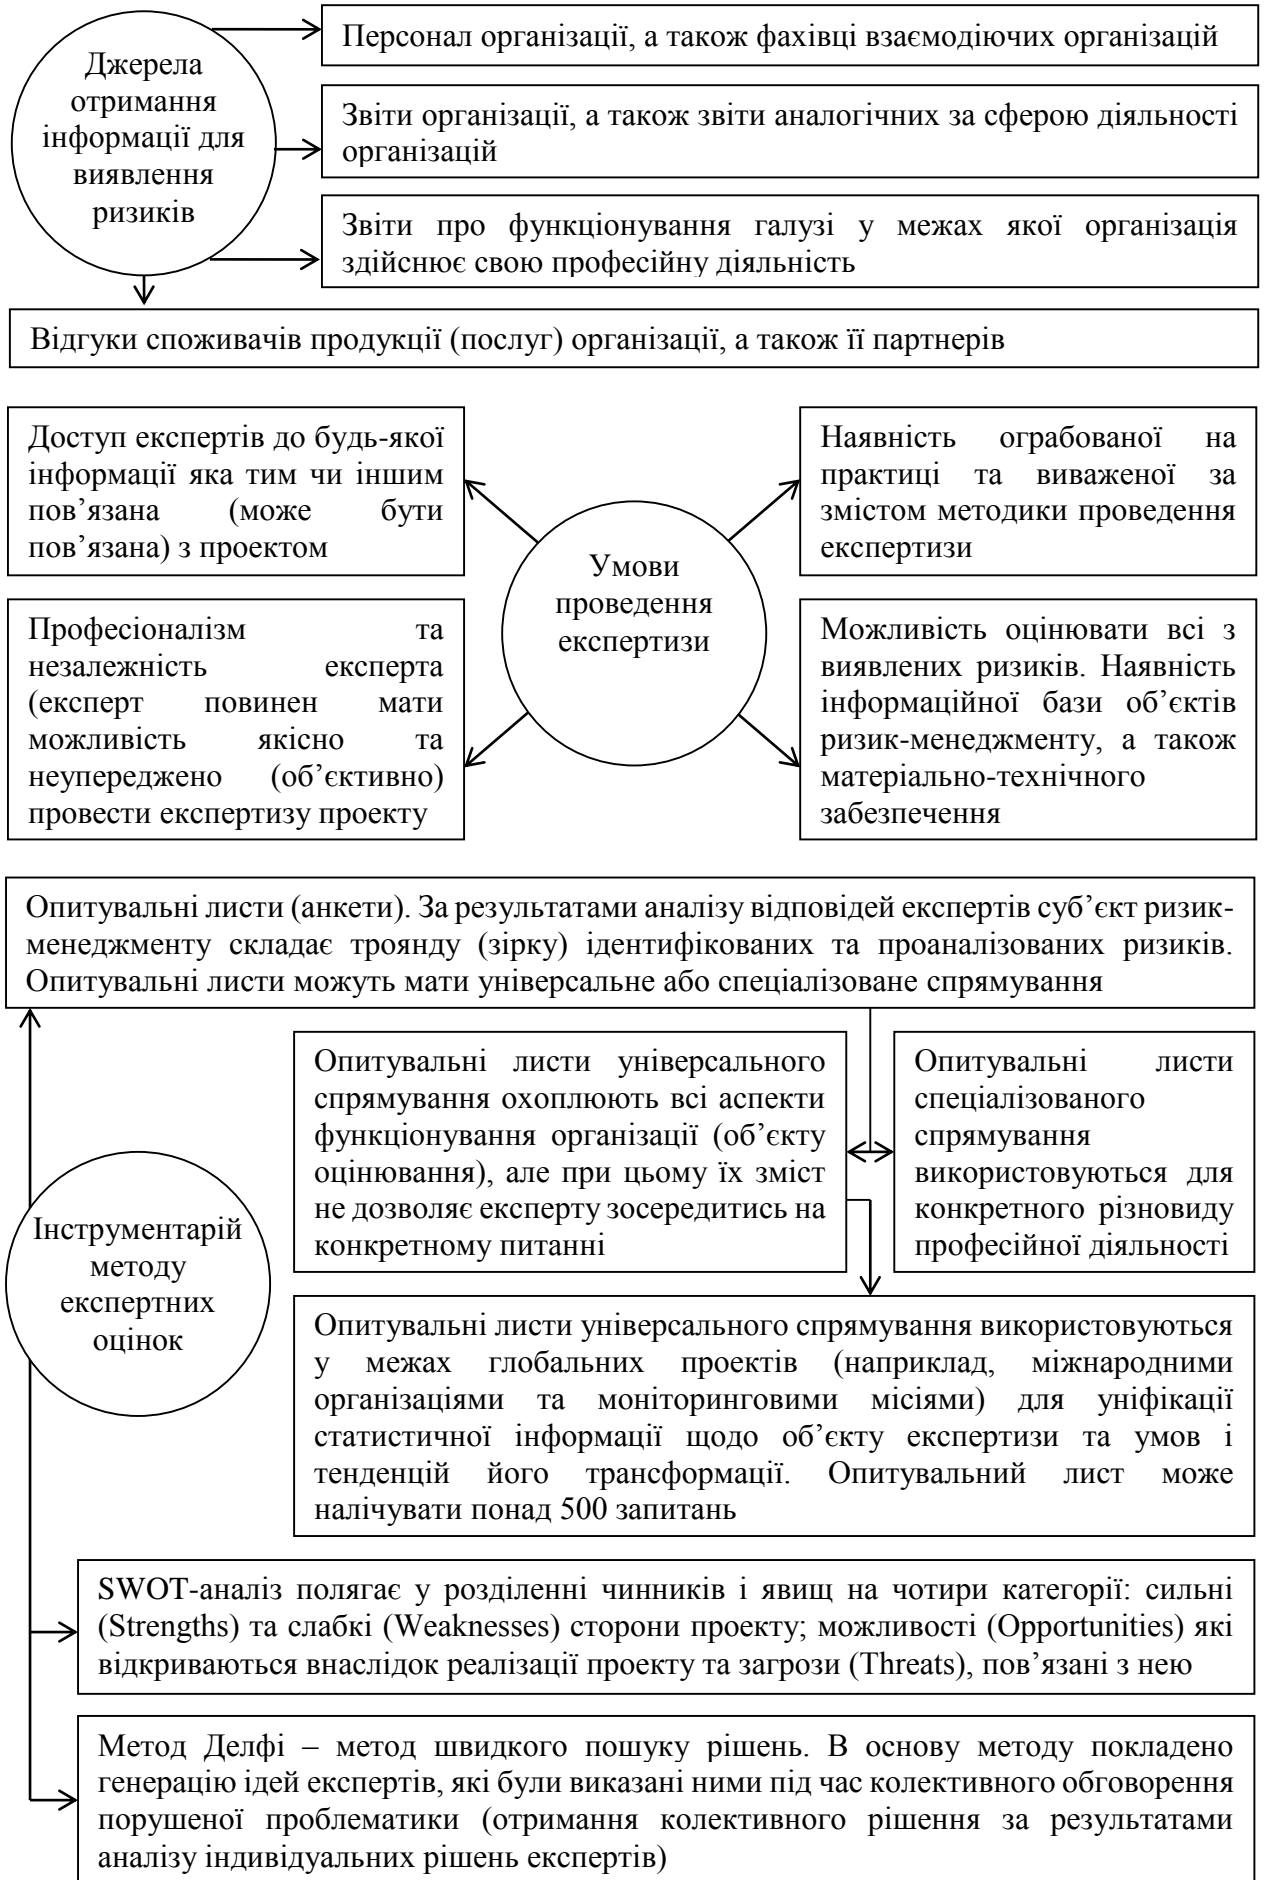 Джерела
отримання
інформації для
виявлення
ризиків
Персонал організації, а також фахівці взаємодіючих організацій
Звіти організації, а також звіти аналогічних за сферою діяльності
організацій
Звіти про функціонування галузі у межах якої організація
здійснює свою професійну діяльність
Відгуки споживачів продукції (послуг) організації, а також її партнерів
Доступ експертів до будь-якої
інформації яка тим чи іншим
пов’язана (може бути
пов’язана) з проектом
Наявність ограбованої на
практиці та виваженої за
змістом методики проведення
експертизи
Умови
проведення
експертизи
Професіоналізм та
незалежність експерта
(експерт повинен мати
можливість якісно та
неупереджено (об’єктивно)
провести експертизу проекту
Можливість оцінювати всі з
виявлених ризиків. Наявність
інформаційної бази об’єктів
ризик-менеджменту, а також
матеріально-технічного
забезпечення
Опитувальні листи (анкети). За результатами аналізу відповідей експертів суб’єкт ризик-
менеджменту складає троянду (зірку) ідентифікованих та проаналізованих ризиків.
Опитувальні листи можуть мати універсальне або спеціалізоване спрямування
Опитувальні листи універсального
спрямування охоплюють всі аспекти
функціонування організації (об’єкту
оцінювання), але при цьому їх зміст
не дозволяє експерту зосередитись на
конкретному питанні
Опитувальні листи
спеціалізованого
спрямування
використовуються для
конкретного різновиду
професійної діяльності
Інструментарій
методу
експертних
оцінок
Опитувальні листи універсального спрямування використовуються
у межах глобальних проектів (наприклад, міжнародними
організаціями та моніторинговими місіями) для уніфікації
статистичної інформації щодо об’єкту експертизи та умов і
тенденцій його трансформації. Опитувальний лист може
налічувати понад 500 запитань
SWOT-аналіз полягає у розділенні чинників і явищ на чотири категорії: сильні
(Strengths) та слабкі (Weaknesses) сторони проекту; можливості (Opportunities) які
відкриваються внаслідок реалізації проекту та загрози (Threats), пов’язані з нею
Метод Делфі – метод швидкого пошуку рішень. В основу методу покладено
генерацію ідей експертів, які були виказані ними під час колективного обговорення
порушеної проблематики (отримання колективного рішення за результатами
аналізу індивідуальних рішень експертів)